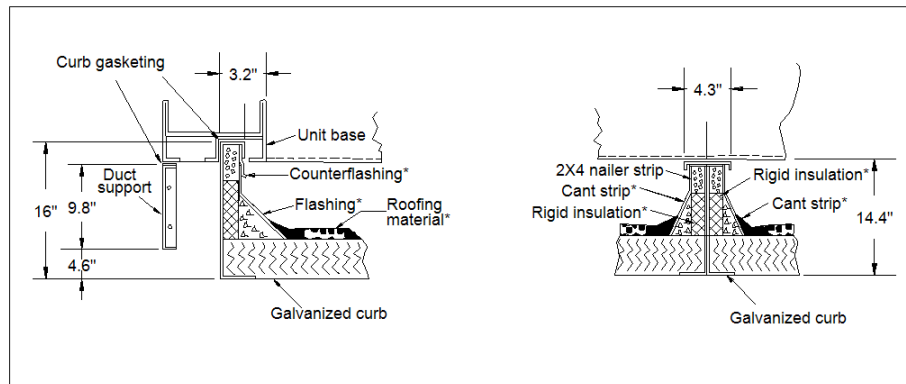 Curb gasketing
3.2"
Unit base
Counterflashing*
Duct
support
16"
9.8"
Flashing*
Roofing
material*
4.6"
Galvanized curb
4.3"
2X4 nailer strip
Rigid insulation*
Cant strip*
Rigid insulation*
Cant strip*
14.4"
Galvanized curb